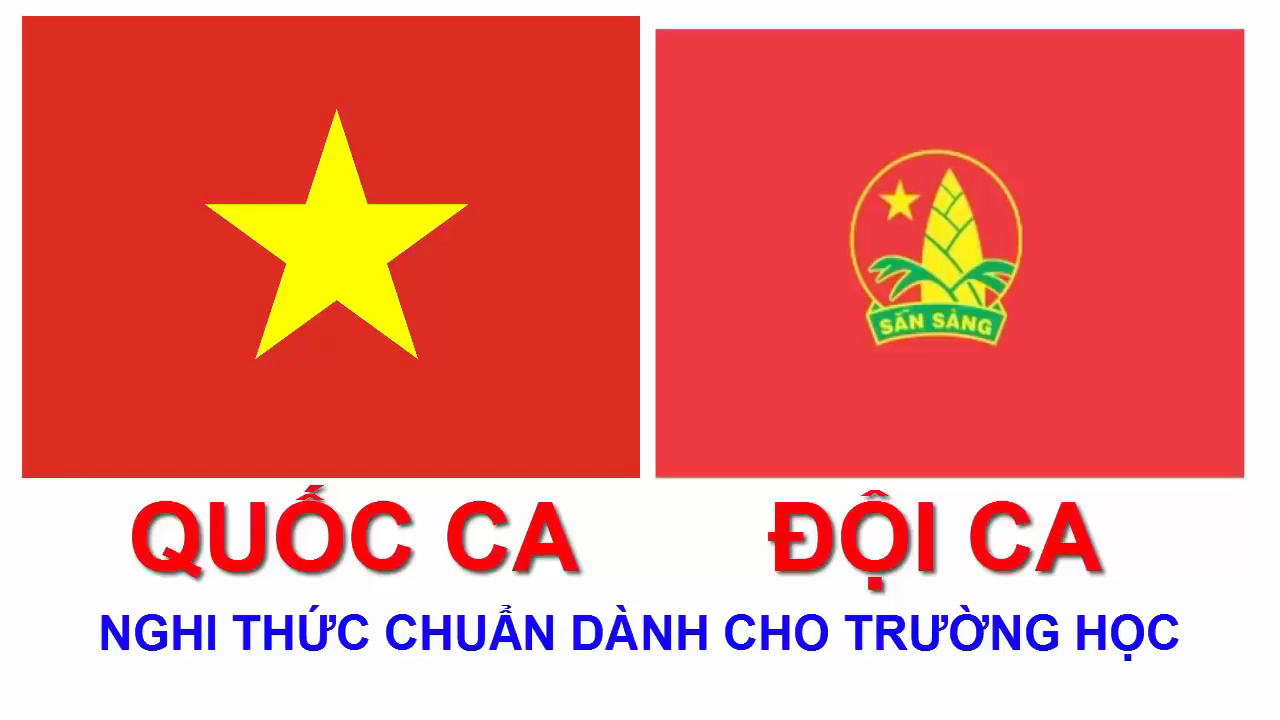 SẴN SÀNG
QUỐC CA
ĐỘI CA
NGHI THỨC CHUẨN DÀNH CHO TRƯỜNG HỌC